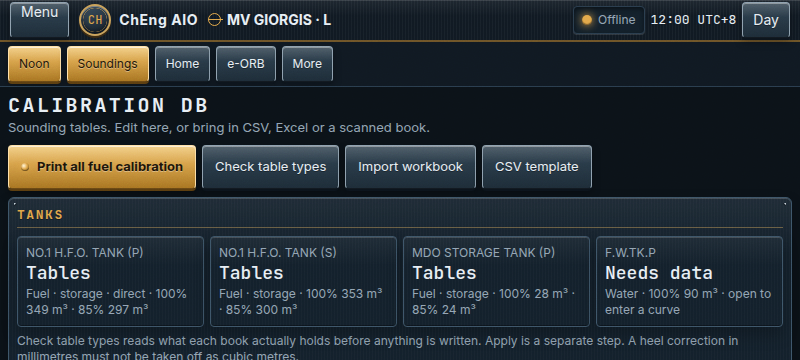 Menu
CH
ChEng AIO
MV GIORGIS · L
Offline
12:00 UTC+8
Day
Noon
Soundings
Home
e-ORB
More
CALIBRATION DB
Sounding tables. Edit here, or bring in CSV, Excel or a scanned book.
Print all fuel calibration
Check table types
Import workbook
CSV template
TANKS
NO.1 H.F.O. TANK (P)
Tables
Fuel · storage · direct · 100%
349 m³ · 85% 297 m³
NO.1 H.F.O. TANK (S)
Tables
Fuel · storage · 100% 353 m³
· 85% 300 m³
MDO STORAGE TANK (P)
Tables
Fuel · storage · 100% 28 m³ ·
85% 24 m³
F.W.TK.P
Needs data
Water · 100% 90 m³ · open to
enter a curve
Check table types reads what each book actually holds before anything is written. Apply is a separate step. A heel correction in
millimetres must not be taken off as cubic metres.